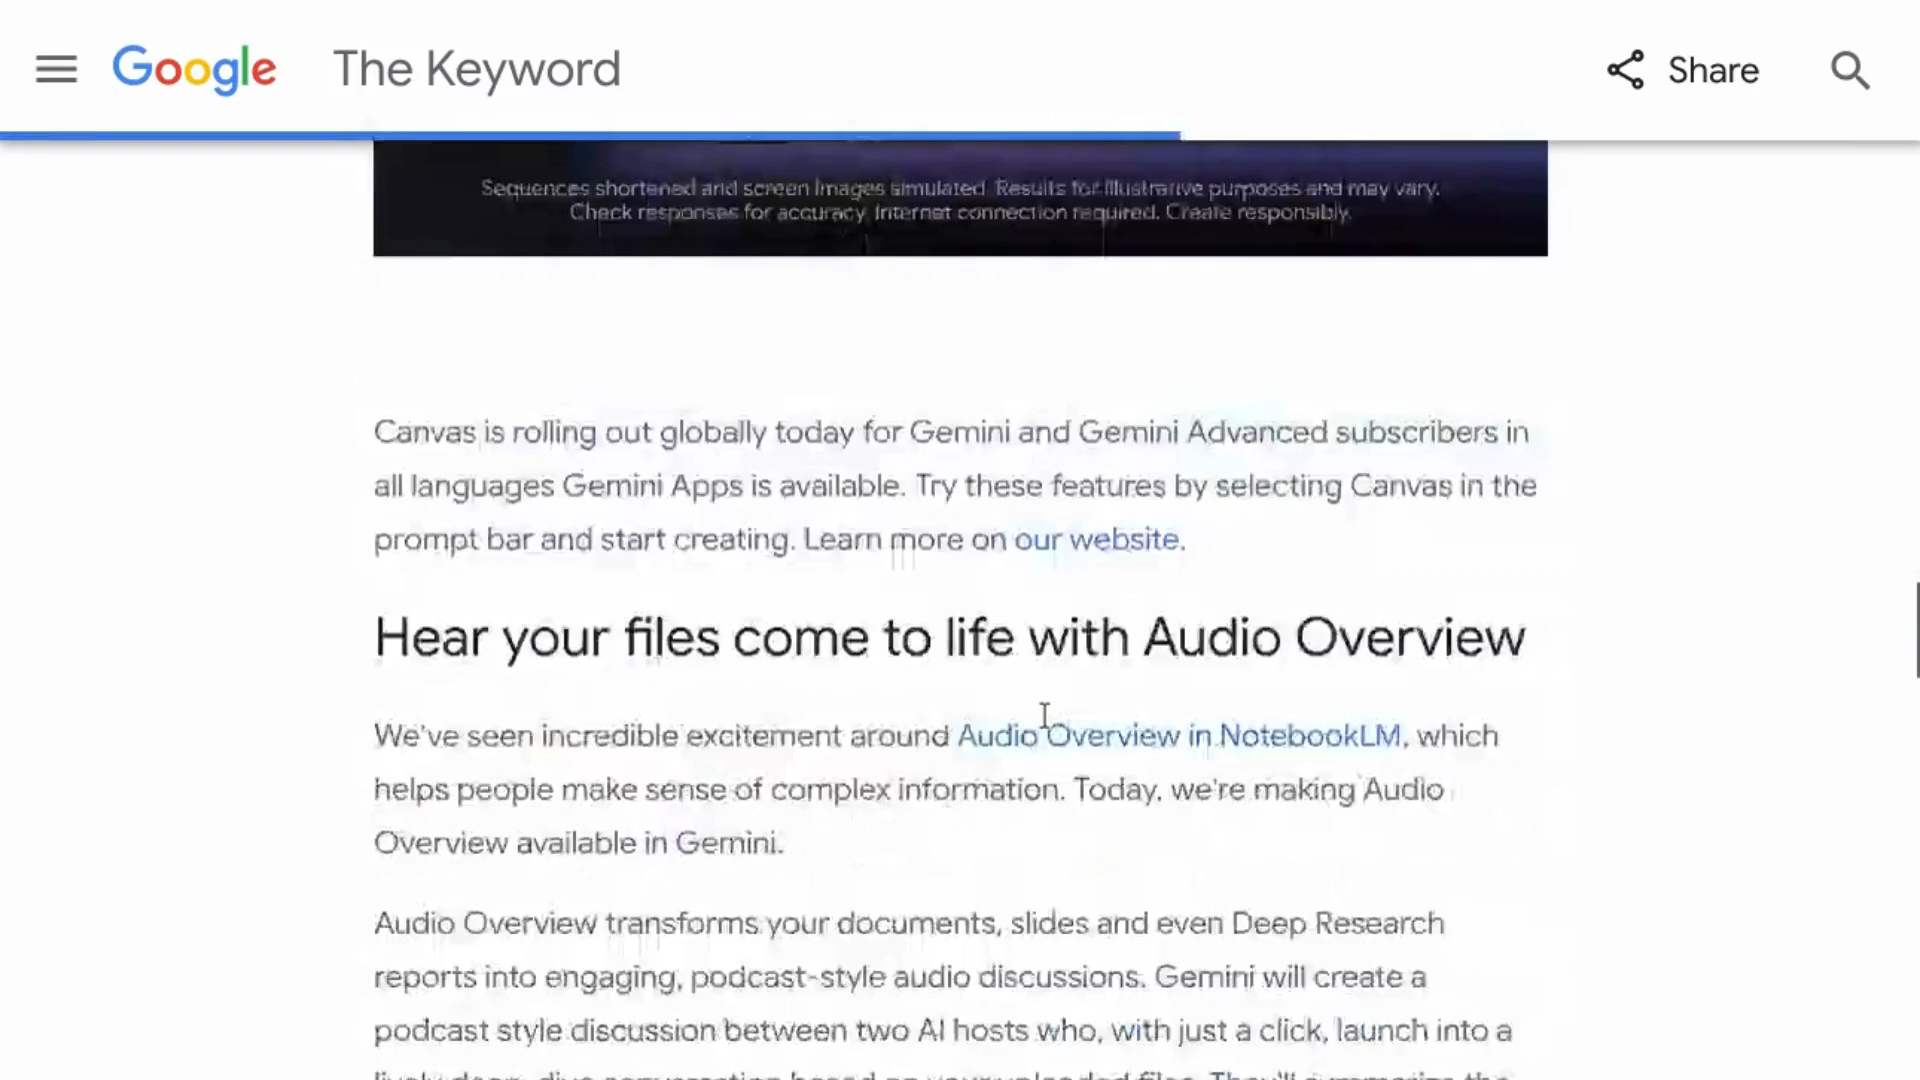 Google The Keyword Share
Sequences shortened and screen images simulated. Results for illustrative purposes and may vary.
Check responses for accuracy. Internet connection required. Create responsibly.
Canvas is rolling out globally today for Gemini and Gemini Advanced subscribers in
all languages Gemini Apps is available. Try these features by selecting Canvas in the
prompt bar and start creating. Learn more on our website.
Hear your files come to life with Audio Overview
We've seen incredible excitement around Audio Overview in NotebookLM, which
helps people make sense of complex information. Today, we're making Audio
Overview available in Gemini.
Audio Overview transforms your documents, slides and even Deep Research
reports into engaging, podcast-style audio discussions. Gemini will create a
podcast style discussion between two AI hosts who, with just a click, launch into a